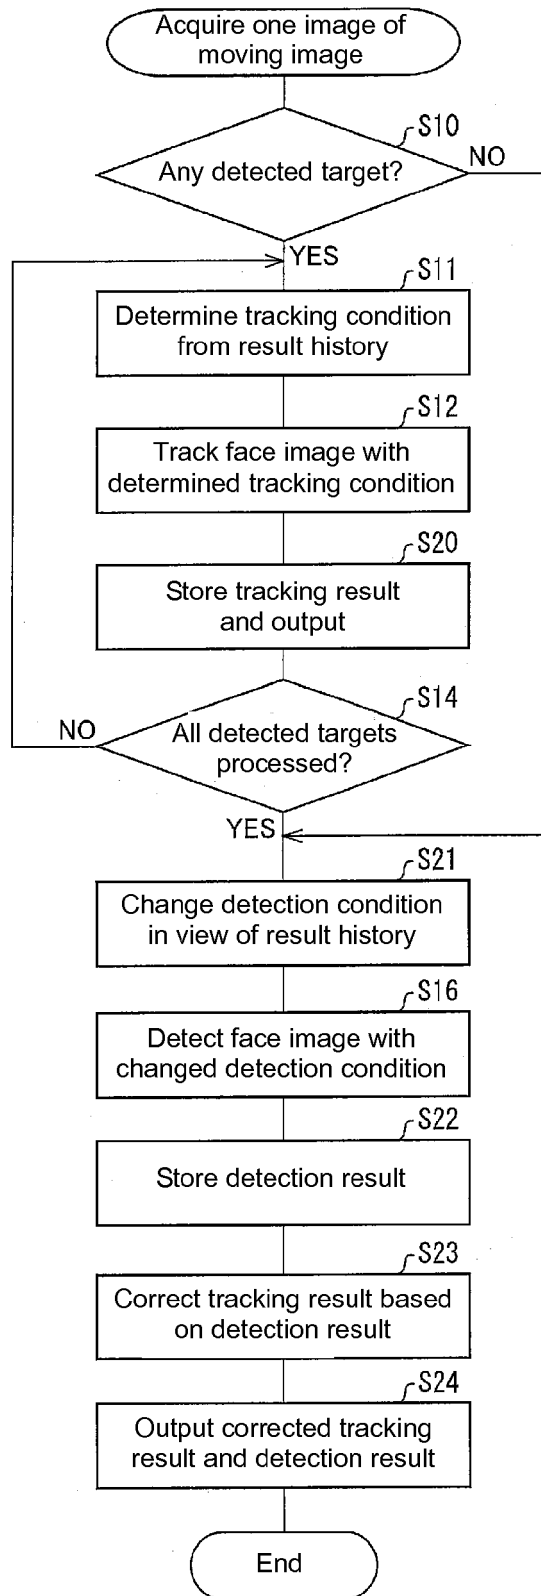 Acquire one image of
moving image
S10
Any detected target?
NO
YES
S11
Determine tracking condition
from result history
S12
Track face image with
determined tracking condition
S20
Store tracking result
and output
S14
NO
All detected targets
processed?
YES
S21
Change detection condition
in view of result history
S16
Detect face image with
changed detection condition
S22
Store detection result
S23
Correct tracking result based
on detection result
S24
Output corrected tracking
result and detection result
End